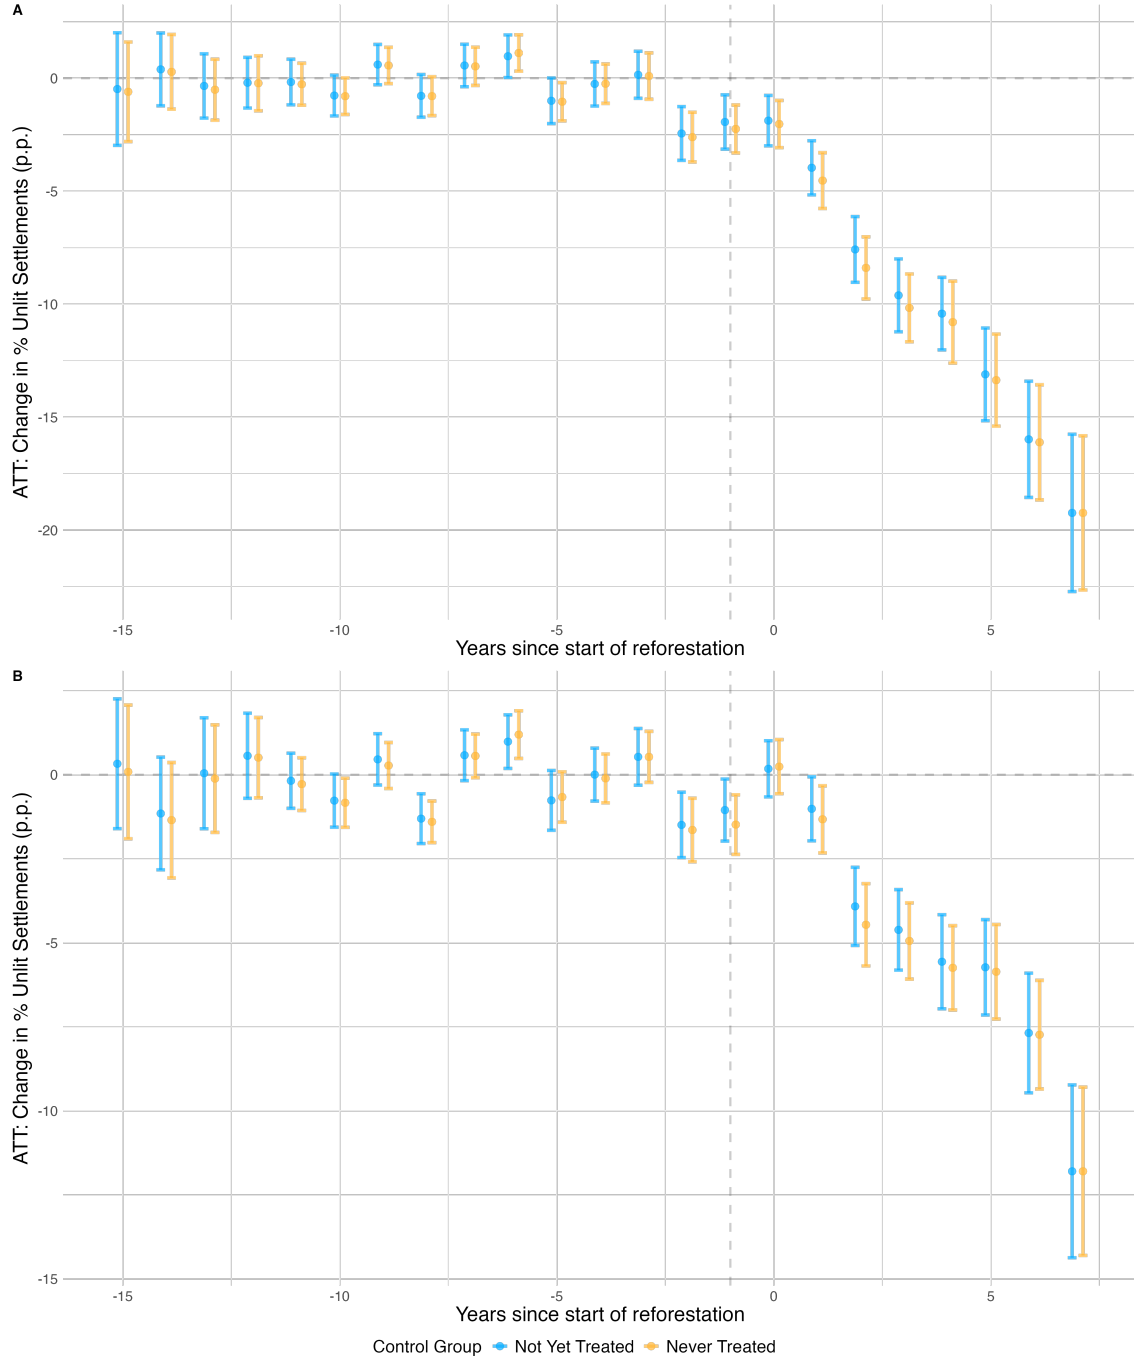 A
ATT: Change in % Unlit Settlements (p.p.)
0
-5
-10
-15
-20
-15 -10 -5 0 5
Years since start of reforestation
B
ATT: Change in % Unlit Settlements (p.p.)
0
-5
-10
-15
-15 -10 -5 0 5
Years since start of reforestation
Control Group Not Yet Treated Never Treated